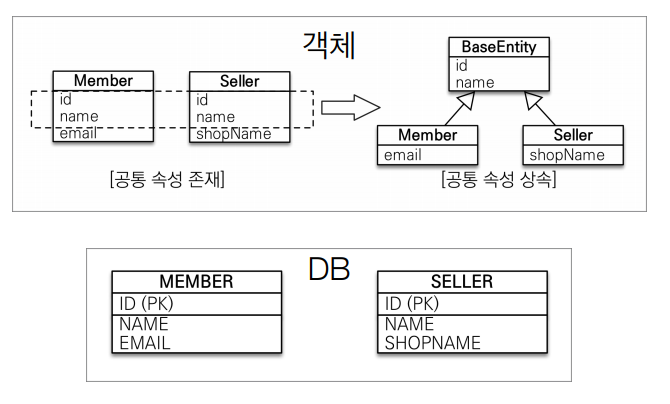 객체
Member
id
name
email
Seller
id
name
shopName
[공통 속성 존재]
BaseEntity
id
name
Member
email
Seller
shopName
[공통 속성 상속]
DB
MEMBER
ID (PK)
NAME
EMAIL
SELLER
ID (PK)
NAME
SHOPNAME